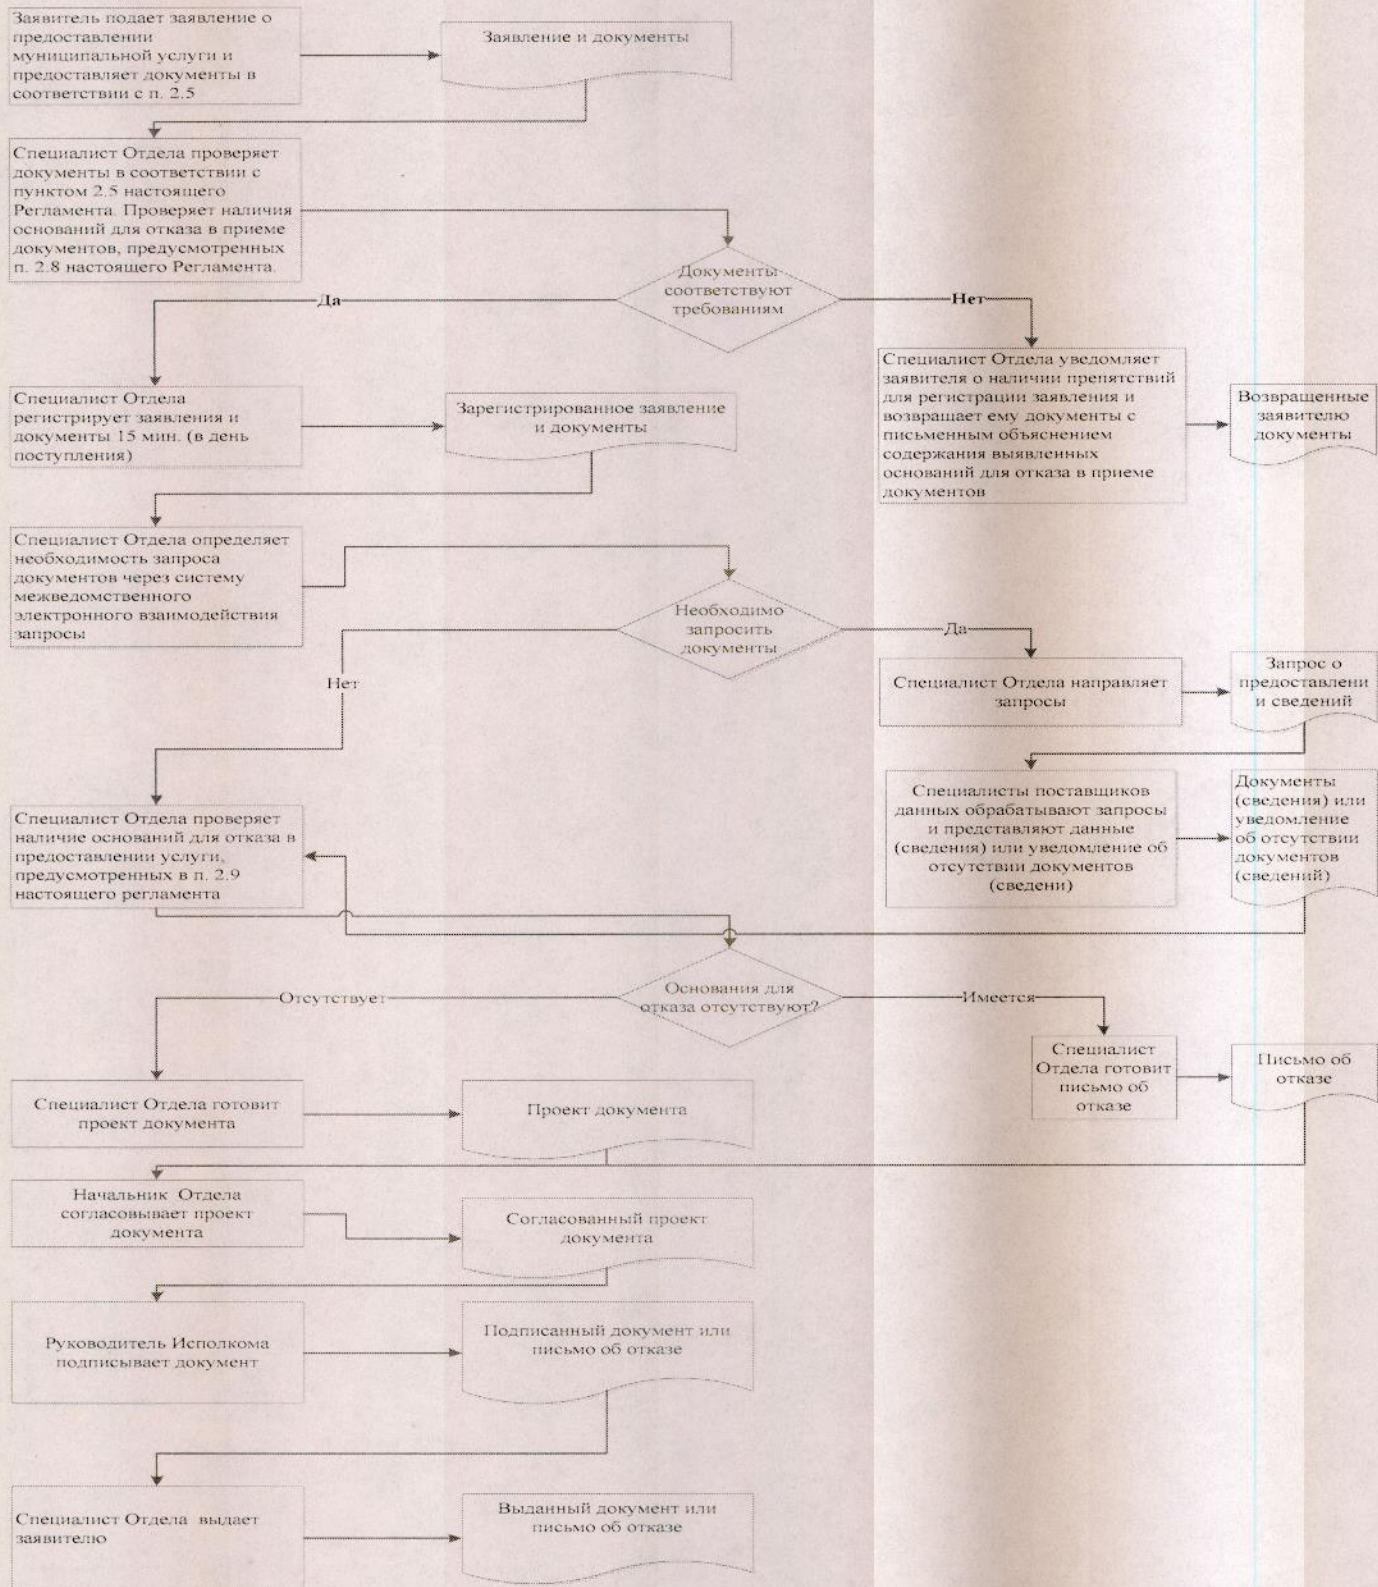 Заявитель подает заявление о
предоставлении
муниципальной услуги и
предоставляет документы в
соответствии с п. 2.5
Заявление и документы
Специалист Отдела проверяет
документы в соответствии с
пунктом 2.5 настоящего
Регламента. Проверяет наличия
оснований для отказа в приеме
документов, предусмотренных
п. 2.8 настоящего Регламента.
Документы
соответствуют
требованиям
Да
Нет
Специалист Отдела
регистрирует заявления и
документы 15 мин. (в день
поступления)
Зарегистрированное заявление
и документы
Специалист Отдела уведомляет
заявителя о наличии препятствий
для регистрации заявления и
возвращает ему документы с
письменным объяснением
содержания выявленных
оснований для отказа в приеме
документов
Возвращенные
заявителю
документы
Специалист Отдела определяет
необходимость запроса
документов через систему
межведомственного
электронного взаимодействия
запросы
Необходимо
запросить
документы
Да
Нет
Специалист Отдела направляет
запросы
Запрос о
предоставлени
и сведений
Специалисты поставщиков
данных обрабатывают запросы
и представляют данные
(сведения) или уведомление об
отсутствии документов
(сведени)
Документы
(сведения) или
уведомление
об отсутствии
документов
(сведений)
Специалист Отдела проверяет
наличие оснований для отказа в
предоставлении услуги,
предусмотренных в п. 2.9
настоящего регламента
Основания для
отказа отсутствуют?
Отсутствует
Имеется
Специалист
Отдела готовит
письмо об
отказе
Письмо об
отказе
Специалист Отдела готовит
проект документа
Проект документа
Начальник Отдела
согласовывает проект
документа
Согласованный проект
документа
Руководитель Исполкома
подписывает документ
Подписанный документ или
письмо об отказе
Специалист Отдела выдает
заявителю
Выданный документ или
письмо об отказе